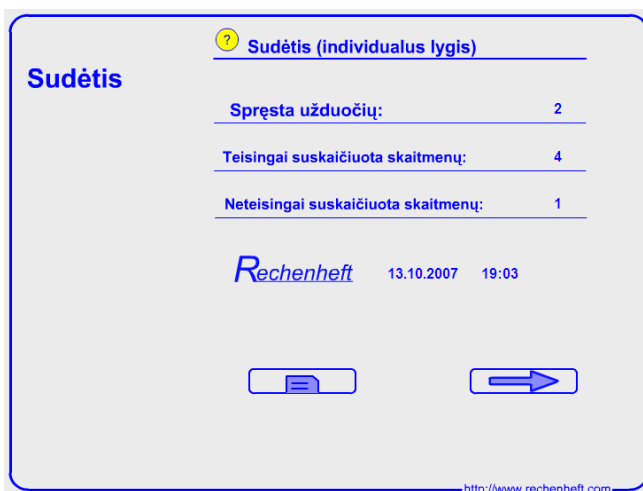 ? Sudėtis (individualus lygis)
Sudėtis
Spręsta užduočių: 2
Teisingai suskaičiuota skaitmenų: 4
Neteisingai suskaičiuota skaitmenų: 1
Rechenheft 13.10.2007 19:03
http://www.rechenheft.com